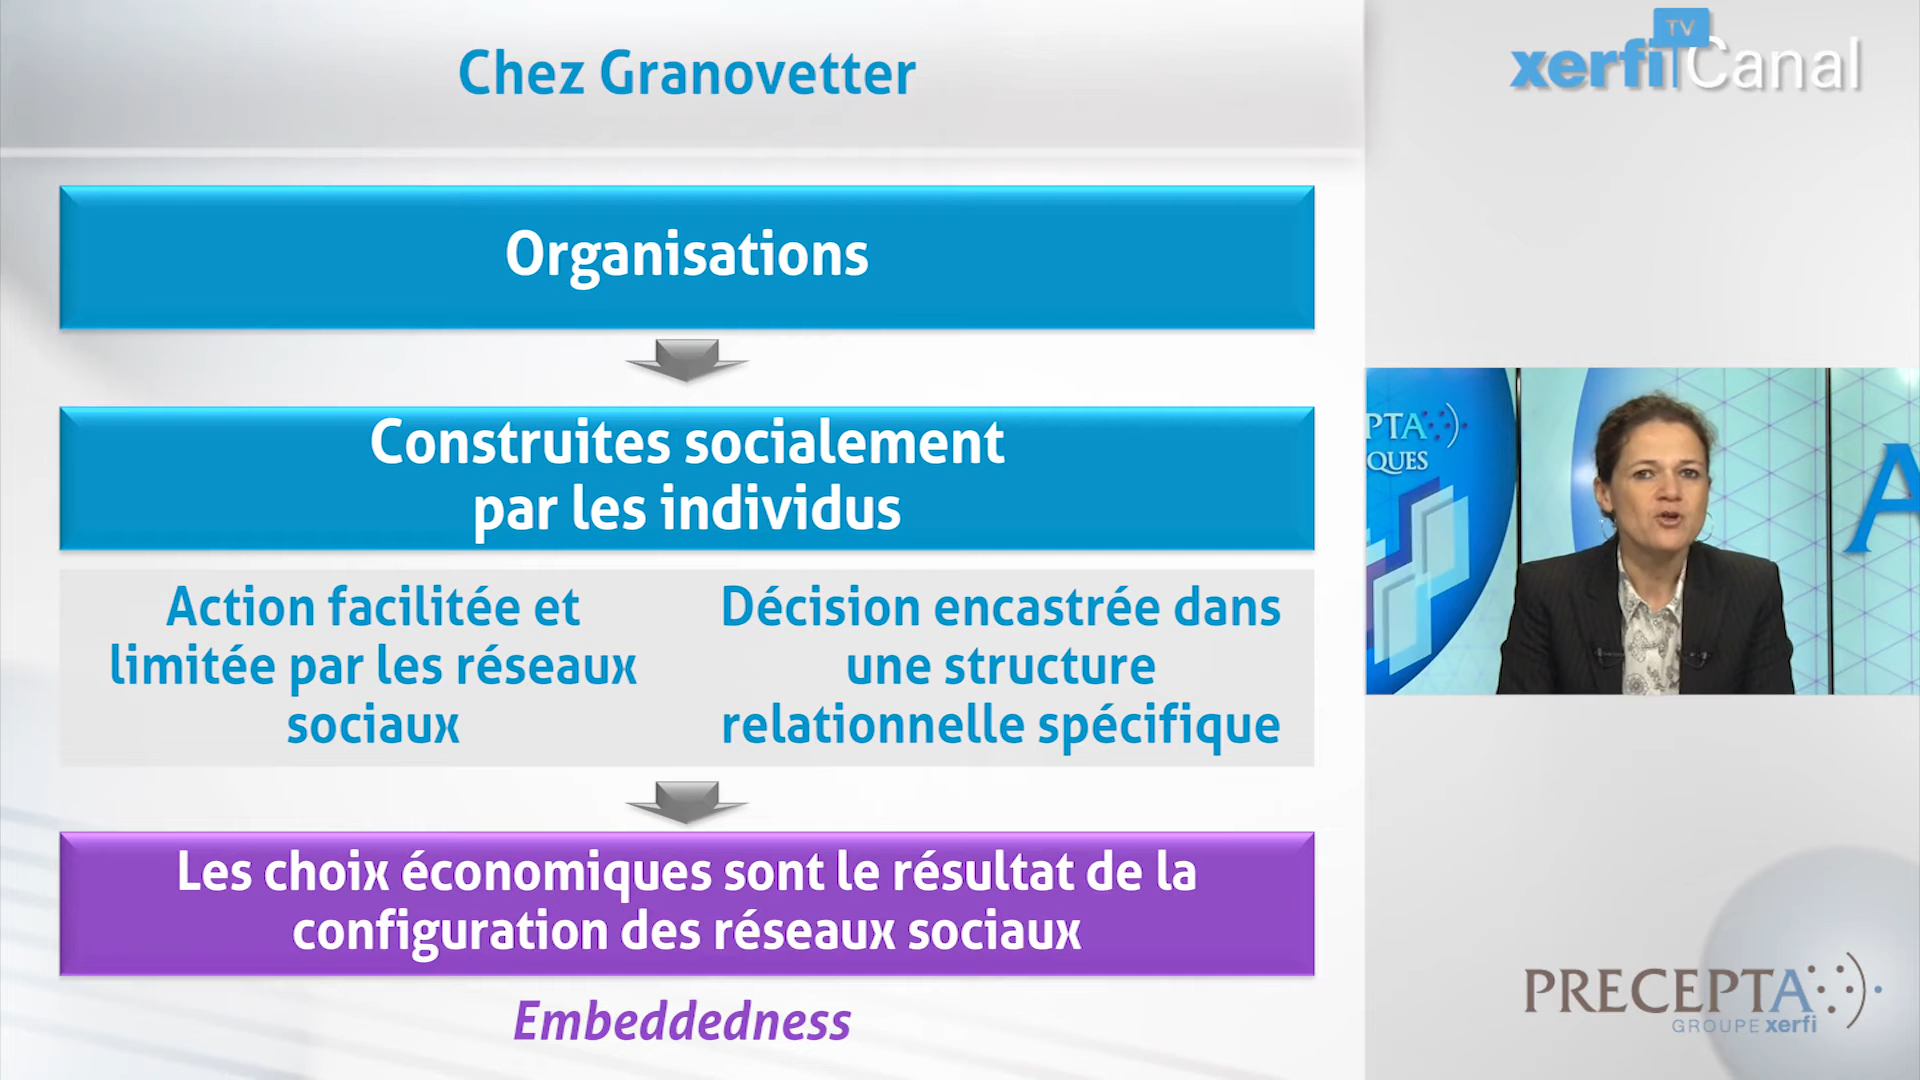 Chez Granovetter
Organisations
Construites socialement
par les individus
Action facilitée et
limitée par les réseaux
sociaux
Décision encastrée dans
une structure
relationnelle spécifique
Les choix économiques sont le résultat de la
configuration des réseaux sociaux
Embeddedness
xerfi TV Canal
PTA
QUES
A
PRECEPTA
GROUPE xerfi